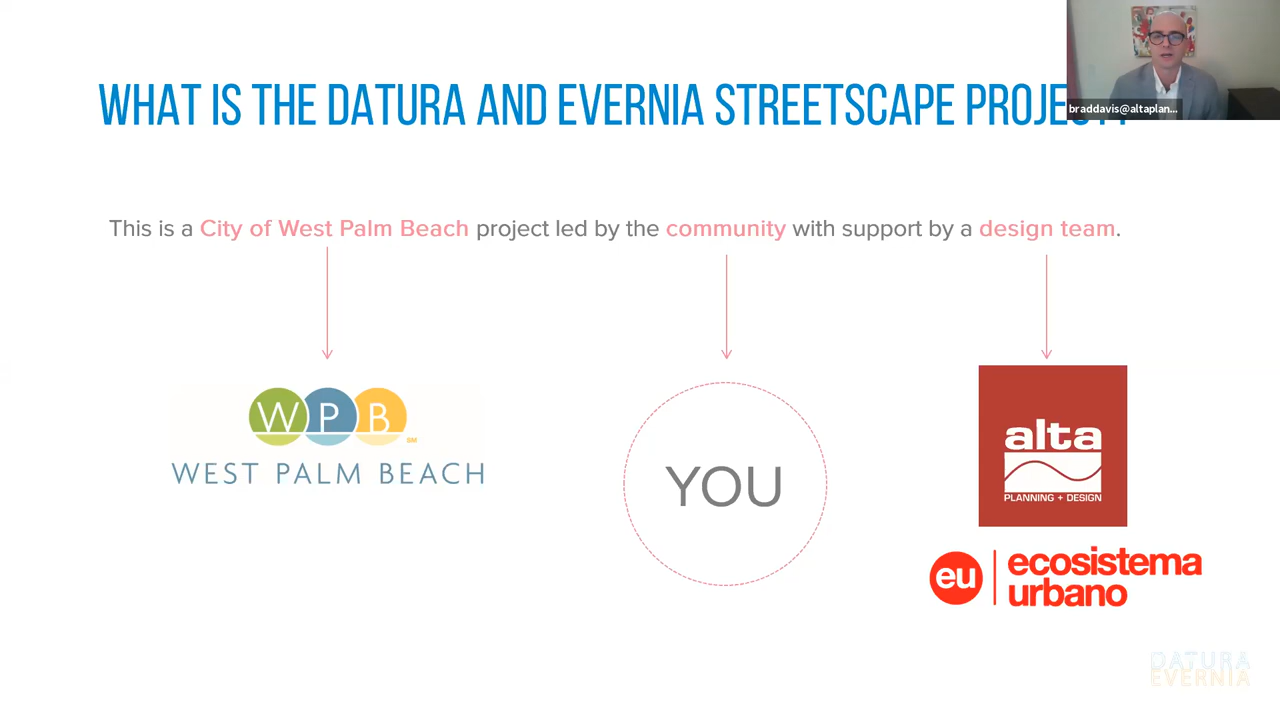 WHAT IS THE DATURA AND EVERNIA STREETSCAPE PROJECT?
braddavis@altaplan...
This is a City of West Palm Beach project led by the community with support by a design team.
WPB SM
WEST PALM BEACH
YOU
alta
PLANNING + DESIGN
eu ecosistema
urbano
DATURA
EVERNIA